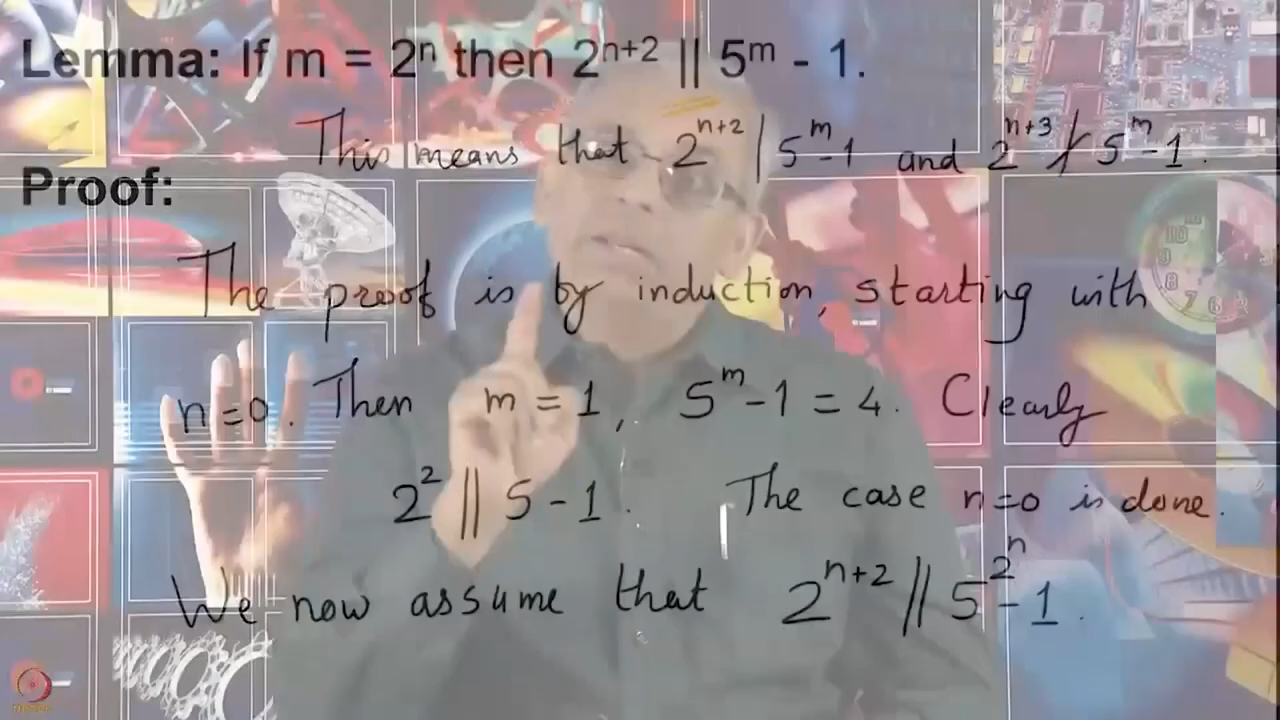 Lemma: If m = 2ⁿ then 2ⁿ⁺² || 5ᵐ - 1.
This means that 2ⁿ⁺² | 5ᵐ-1 and 2ⁿ⁺³ ∤ 5ᵐ-1.
Proof:
The proof is by induction, starting with
n=0. Then m = 1, 5ᵐ-1 = 4. Clearly
2² || 5-1. The case n=0 is done.
We now assume that 2ⁿ⁺² || 5^2ⁿ-1.